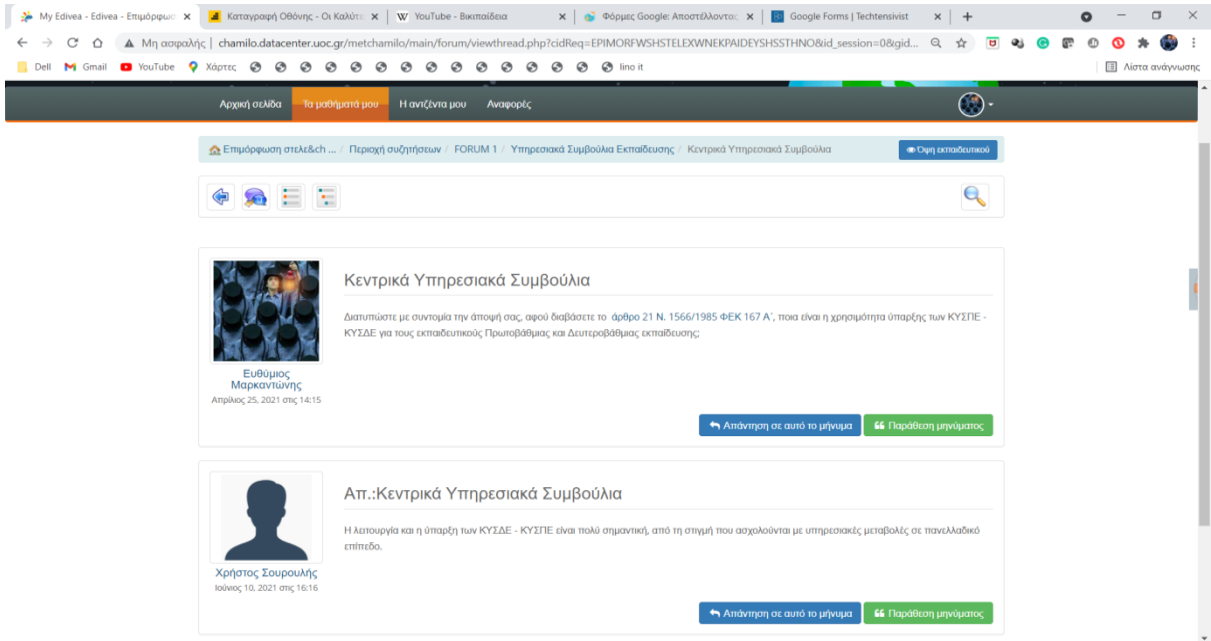 My Edivea - Edivea - Επιμόρφωσ
Καταγραφή Οθόνης - Οι Καλύτε
YouTube - Βικιπαίδεια
Φόρμες Google: Αποστέλλοντας
Google Forms | Techtensivist
Μη ασφαλής | chamilo.datacenter.uoc.gr/metchamilo/main/forum/viewthread.php?cidReq=EPIMORFWSHSTELEXWNEKPAIDEYSHSSTHNO&id_session=0&gid...
Dell Gmail YouTube Χάρτες lino it Λίστα ανάγνωσης
Αρχική σελίδα Τα μαθήματά μου Η αντζέντα μου Αναφορές
Επιμόρφωση στελε&ch ... / Περιοχή συζητήσεων / FORUM 1 / Υπηρεσιακά Συμβούλια Εκπαίδευσης / Κεντρικά Υπηρεσιακά Συμβούλια Όψη εκπαιδευτικού
Κεντρικά Υπηρεσιακά Συμβούλια
Διατυπώστε με συντομία την άποψή σας, αφού διαβάσετε το άρθρο 21 Ν. 1566/1985 ΦΕΚ 167 Α΄, ποια είναι η χρησιμότητα ύπαρξης των ΚΥΣΠΕ -
ΚΥΣΔΕ για τους εκπαιδευτικούς Πρωτοβάθμιας και Δευτεροβάθμιας εκπαίδευσης;
Ευθύμιος
Μαρκαντώνης
Απρίλιος 25, 2021 στις 14:15
Απάντηση σε αυτό το μήνυμα Παράθεση μηνύματος
Απ.:Κεντρικά Υπηρεσιακά Συμβούλια
Η λειτουργία και η ύπαρξη των ΚΥΣΔΕ - ΚΥΣΠΕ είναι πολύ σημαντική, από τη στιγμή που ασχολούνται με υπηρεσιακές μεταβολές σε πανελλαδικό
επίπεδο.
Χρήστος Σουρουλής
Ιούνιος 10, 2021 στις 16:16
Απάντηση σε αυτό το μήνυμα Παράθεση μηνύματος